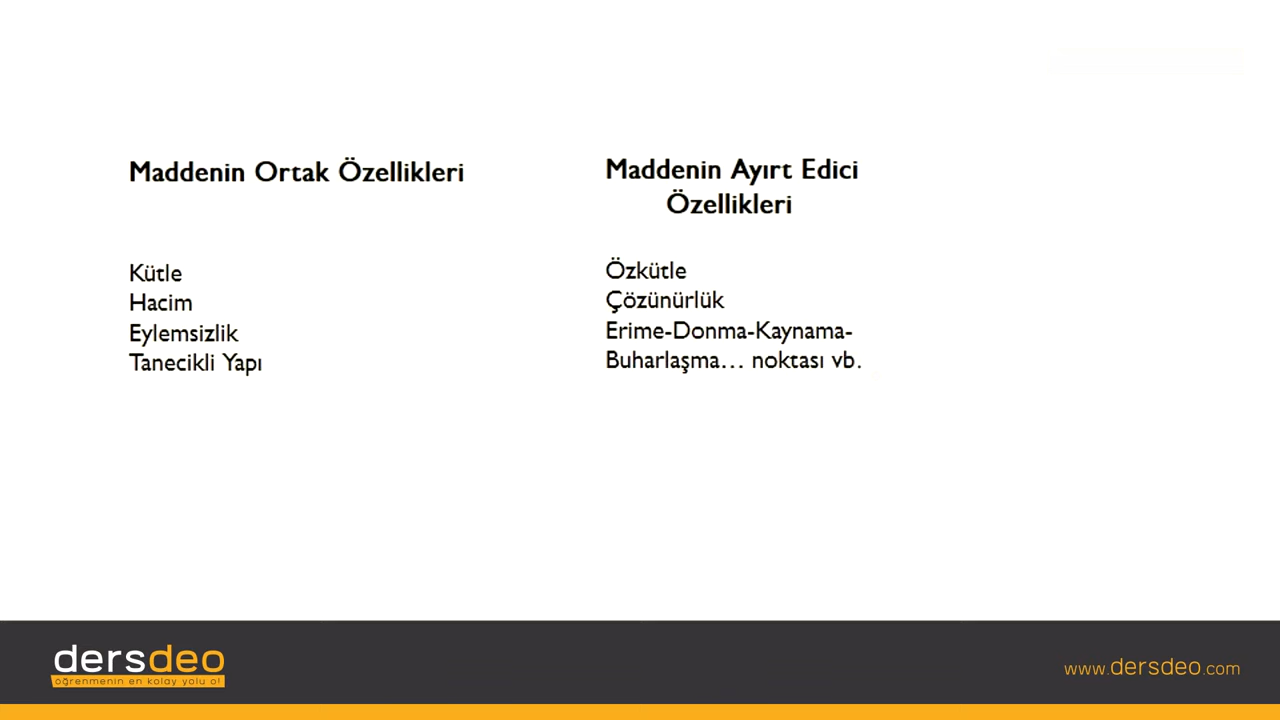 Maddenin Ortak Özellikleri
Kütle
Hacim
Eylemsizlik
Tanecikli Yapı
Maddenin Ayırt Edici
Özellikleri
Özkütle
Çözünürlük
Erime-Donma-Kaynama-
Buharlaşma... noktası vb.
dersdeo
öğrenmenin en kolay yolu o!
www.dersdeo.com